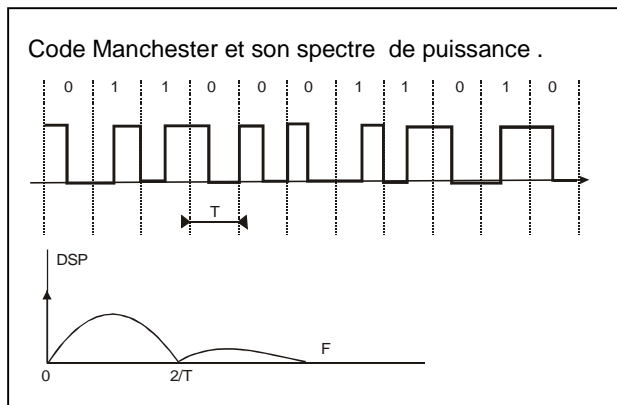 Code Manchester et son spectre de puissance .
0 1 1 0 0 0 1 1 0 1 0
T
DSP
F
0 2/T